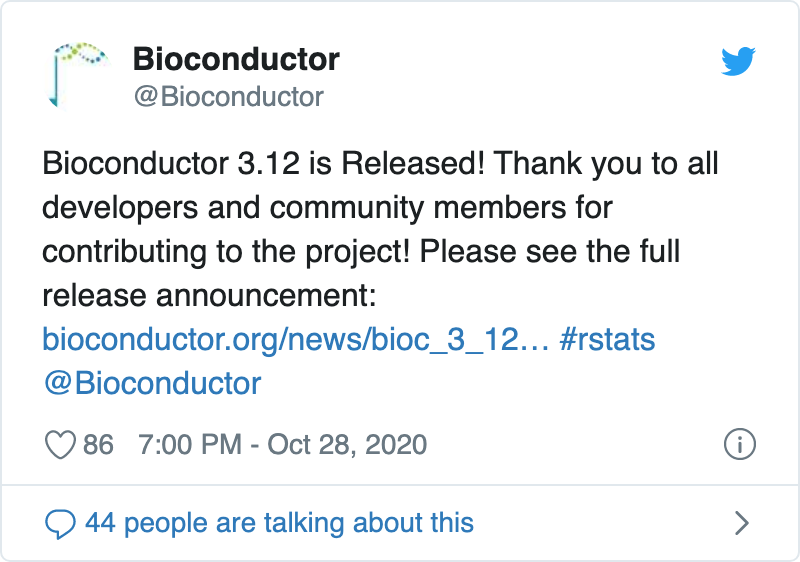 Bioconductor
@Bioconductor
Bioconductor 3.12 is Released! Thank you to all
developers and community members for
contributing to the project! Please see the full
release announcement:
bioconductor.org/news/bioc_3_12… #rstats
@Bioconductor
86 7:00 PM - Oct 28, 2020
44 people are talking about this